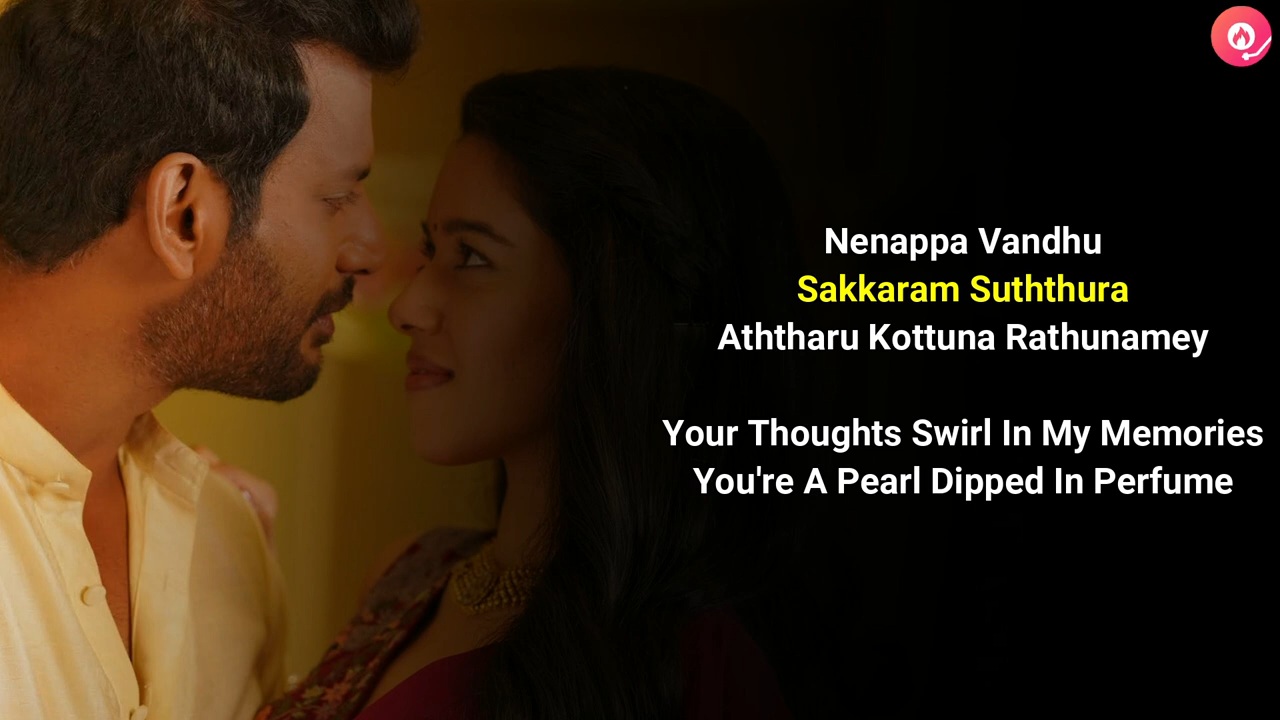 Nenappa Vandhu
Sakkaram Suththura
Aththaru Kottuna Rathunamey
Your Thoughts Swirl In My Memories
You're A Pearl Dipped In Perfume